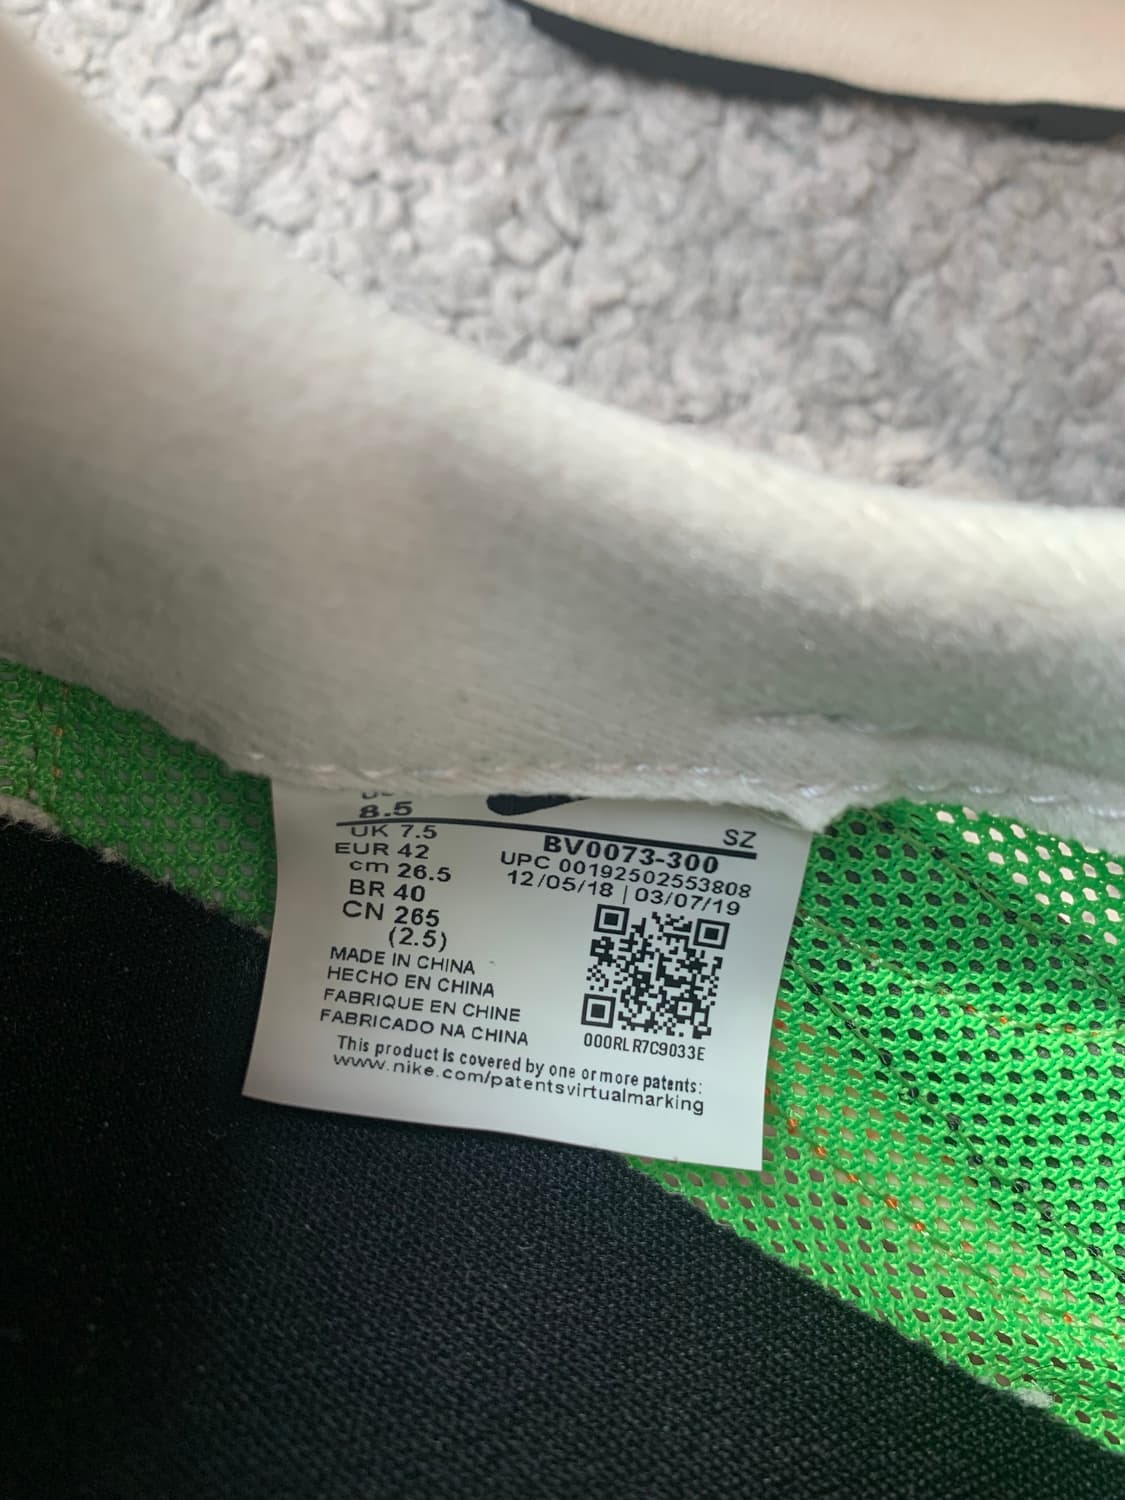 8.5
SZ
UK 7.5
BV0073-300
EUR 42
UPC 00192502553808
cm 26.5
12/05/18 | 03/07/19
BR 40
CN 265
(2.5)
MADE IN CHINA
HECHO EN CHINA
FABRIQUE EN CHINE
FABRICADO NA CHINA
000RLR7C9033E
This product is covered by one or more patents:
www.nike.com/patentsvirtualmarking